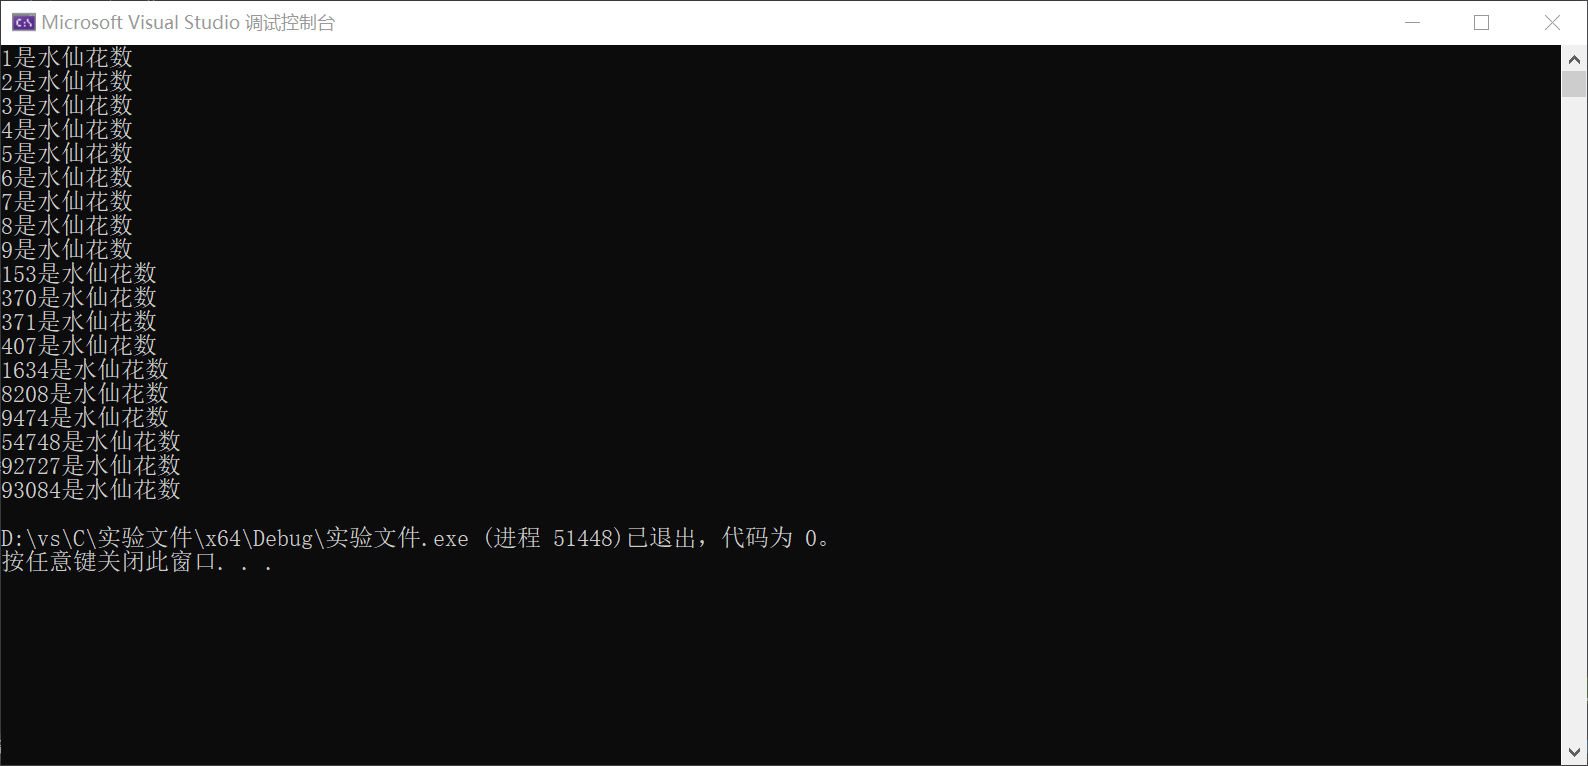 Microsoft Visual Studio 调试控制台
1是水仙花数
2是水仙花数
3是水仙花数
4是水仙花数
5是水仙花数
6是水仙花数
7是水仙花数
8是水仙花数
9是水仙花数
153是水仙花数
370是水仙花数
371是水仙花数
407是水仙花数
1634是水仙花数
8208是水仙花数
9474是水仙花数
54748是水仙花数
92727是水仙花数
93084是水仙花数
D:\vs\C\实验文件\x64\Debug\实验文件.exe (进程 51448)已退出，代码为 0。
按任意键关闭此窗口. . .